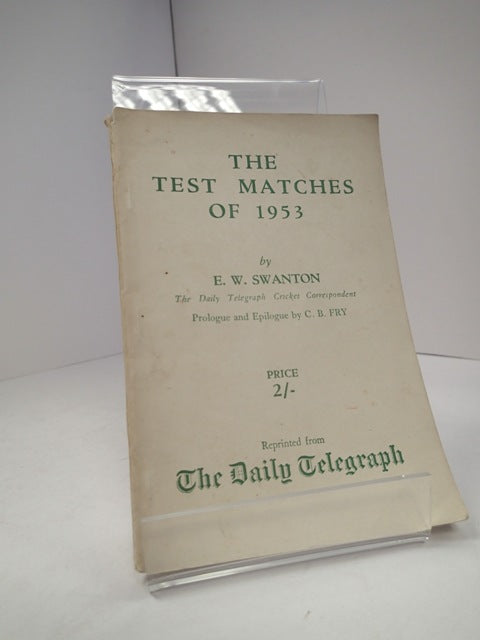 THE
TEST MATCHES
OF 1953
by
E. W. SWANTON
The Daily Telegraph Cricket Correspondent
Prologue and Epilogue by C. B. FRY
PRICE
2/-
Reprinted from
The Daily Telegraph